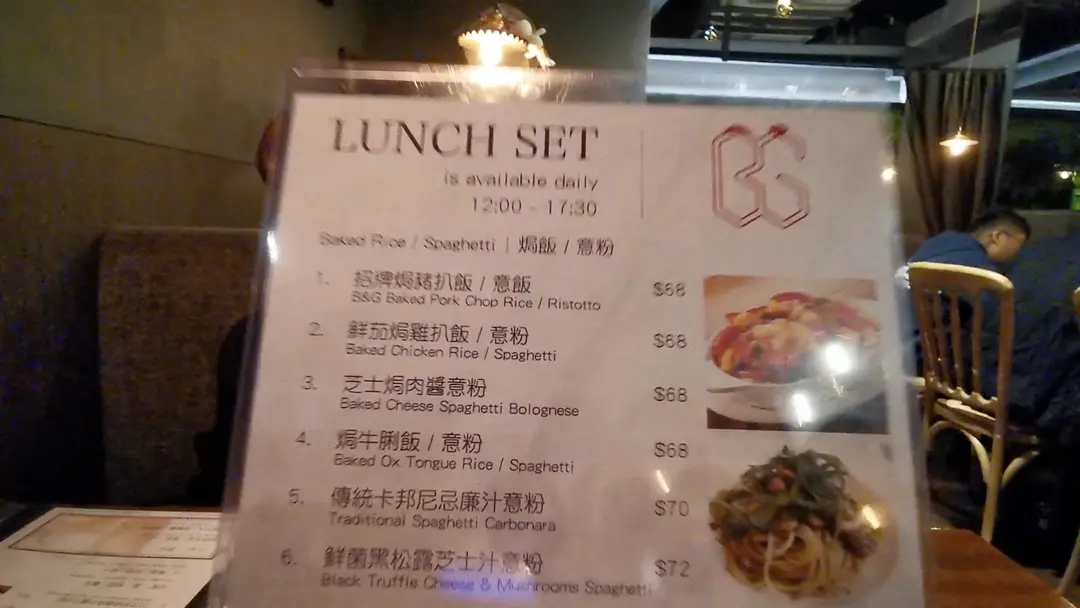 LUNCH SET
is available daily
12:00 - 17:30
BG
Baked Rice / Spaghetti | 焗飯 / 意粉
1. 招牌焗豬扒飯 / 意飯 $68
B&G Baked Pork Chop Rice / Ristotto
2. 鮮茄焗雞扒飯 / 意粉 $68
Baked Chicken Rice / Spaghetti
3. 芝士焗肉醬意粉 $68
Baked Cheese Spaghetti Bolognese
4. 焗牛脷飯 / 意粉 $68
Baked Ox Tongue Rice / Spaghetti
5. 傳統卡邦尼忌廉汁意粉 $70
Traditional Spaghetti Carbonara
6. 鮮菌黑松露芝士汁意粉 $72
Black Truffle Cheese & Mushrooms Spaghetti